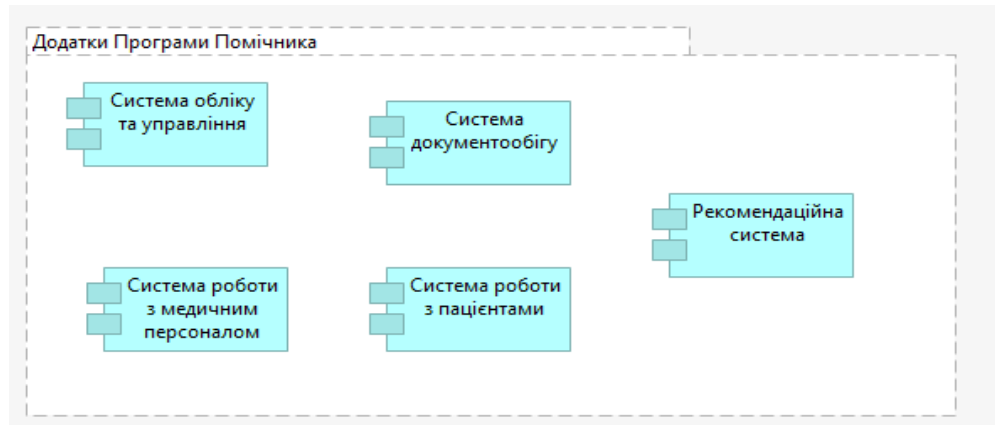 Додатки Програми Помічника
Система обліку
та управління
Система
документообігу
Рекомендаційна
система
Система роботи
з медичним
персоналом
Система роботи
з пацієнтами